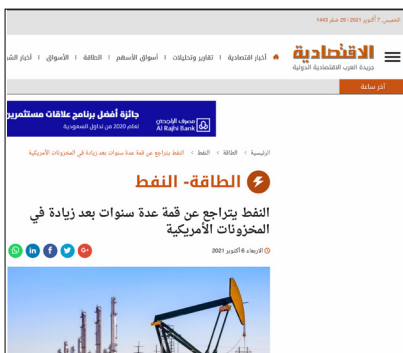 الخميس, 7 أكتوبر 2021 | 29 صفر 1443
الاقتصادية
جريدة العرب الاقتصادية الدولية
أخبار اقتصادية | تقارير وتحليلات | أسواق الأسهم | الطاقة | الأسواق | أخبار الش
آخر ساعة
جائزة أفضل برنامج علاقات مستثمرين
لعام 2020 من تداول السعودية
مصرف الراجحي
Al Rajhi Bank
الرئيسية > الطاقة > النفط > النفط يتراجع عن قمة عدة سنوات بعد زيادة في المخزونات الأمريكية
الطاقة- النفط
النفط يتراجع عن قمة عدة سنوات بعد زيادة في
المخزونات الأمريكية
الاربعاء 6 أكتوبر 2021